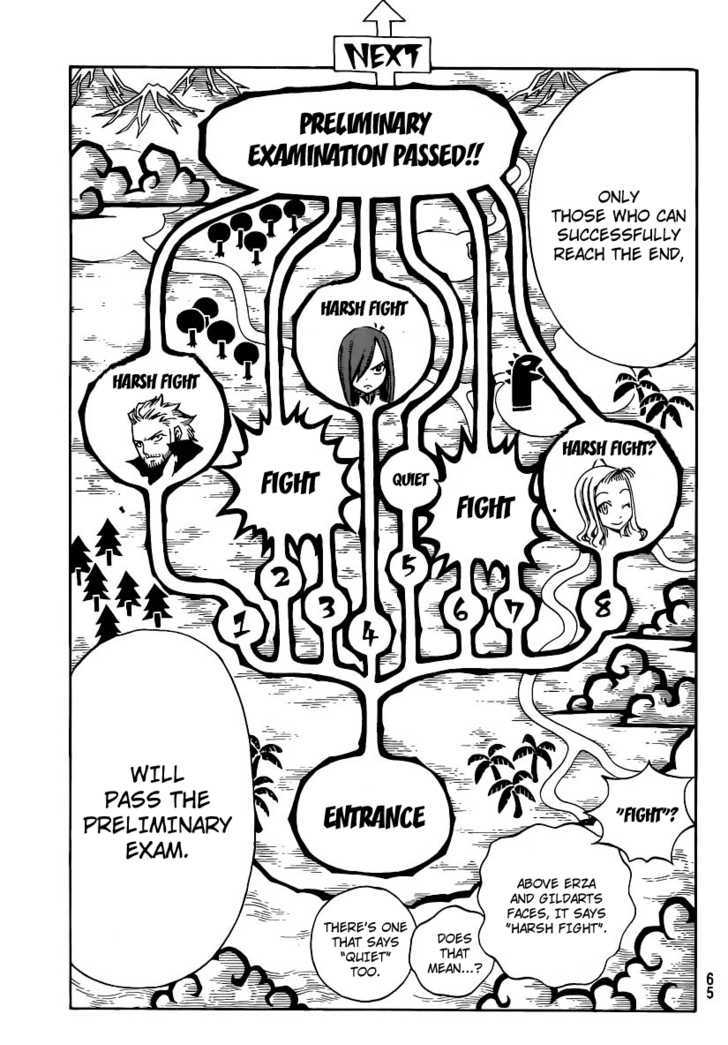 NEXT
PRELIMINARY
EXAMINATION PASSED!!
ONLY
THOSE WHO CAN
SUCCESSFULLY
REACH THE END,
HARSH FIGHT
HARSH FIGHT
HARSH FIGHT?
FIGHT
QUIET
FIGHT
1
2
3
4
5
6
7
8
WILL
PASS THE
PRELIMINARY
EXAM.
ENTRANCE
"FIGHT"?
ABOVE ERZA
AND GILDARTS
FACES, IT SAYS
"HARSH FIGHT".
THERE'S ONE
THAT SAYS
"QUIET"
TOO.
DOES
THAT
MEAN...?
65